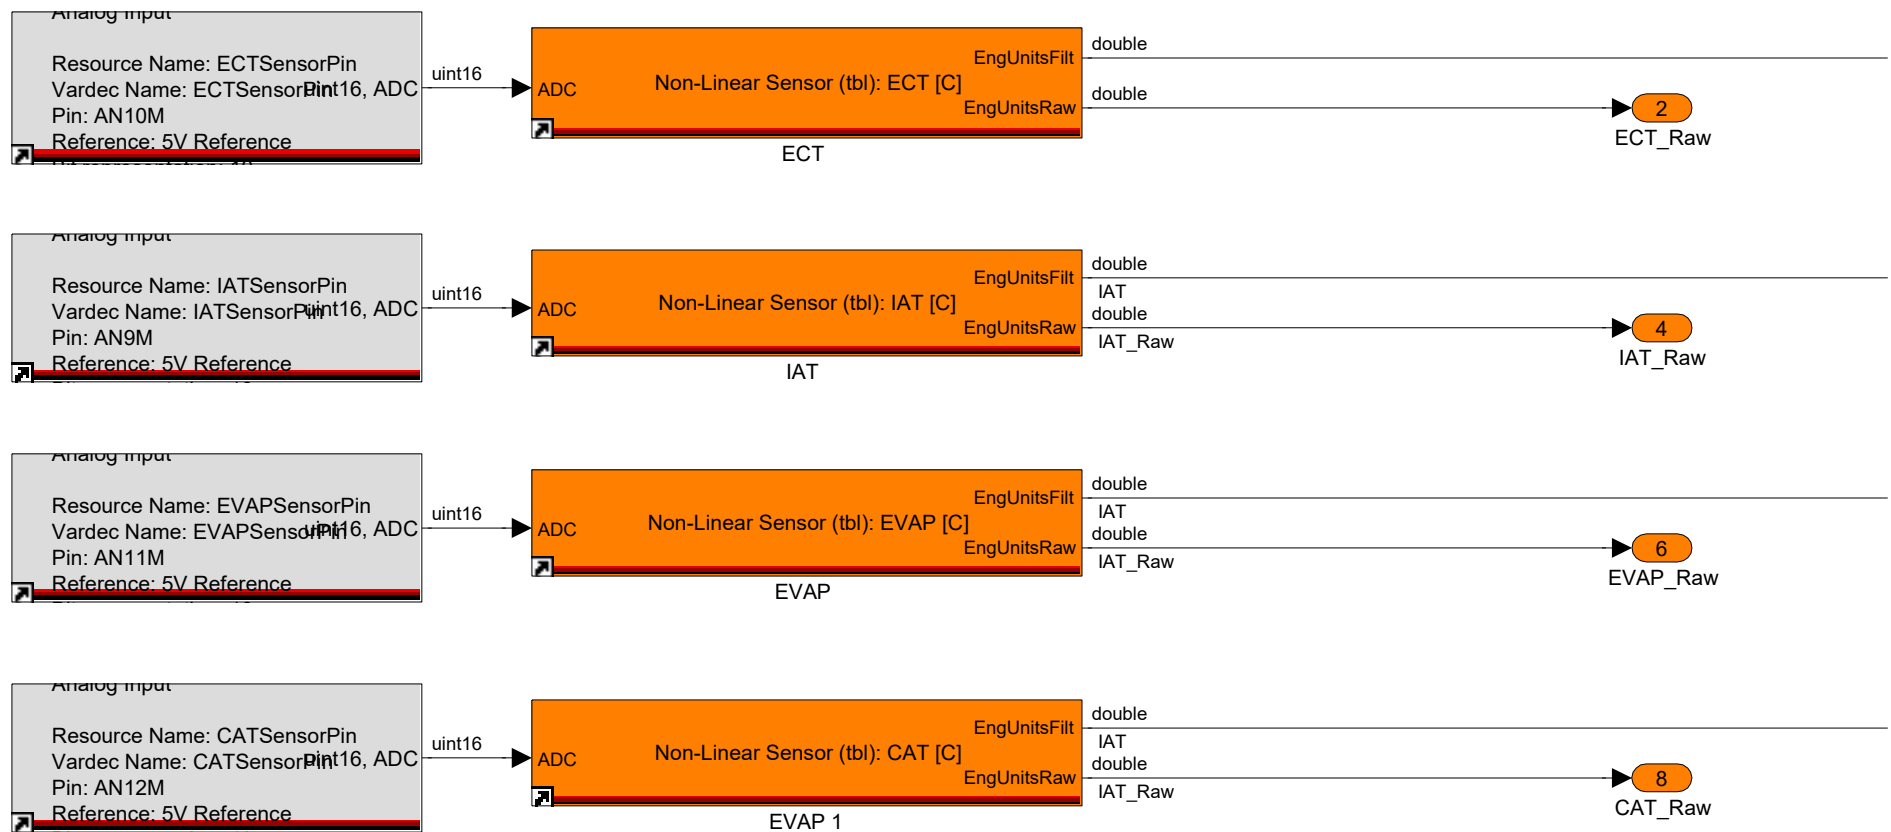 Analog Input
Resource Name: ECTSensorPin
Vardec Name: ECTSensorPin
uint16, ADC
Pin: AN10M
Reference: 5V Reference
uint16
ADC
Non-Linear Sensor (tbl): ECT [C]
EngUnitsFilt
EngUnitsRaw
ECT
double
double
2
ECT_Raw
Analog Input
Resource Name: IATSensorPin
Vardec Name: IATSensorPin
uint16, ADC
Pin: AN9M
Reference: 5V Reference
uint16
ADC
Non-Linear Sensor (tbl): IAT [C]
EngUnitsFilt
EngUnitsRaw
IAT
double
IAT
double
IAT_Raw
4
IAT_Raw
Analog Input
Resource Name: EVAPSensorPin
Vardec Name: EVAPSensorPin
uint16, ADC
Pin: AN11M
Reference: 5V Reference
uint16
ADC
Non-Linear Sensor (tbl): EVAP [C]
EngUnitsFilt
EngUnitsRaw
EVAP
double
IAT
double
IAT_Raw
6
EVAP_Raw
Analog Input
Resource Name: CATSensorPin
Vardec Name: CATSensorPin
uint16, ADC
Pin: AN12M
Reference: 5V Reference
uint16
ADC
Non-Linear Sensor (tbl): CAT [C]
EngUnitsFilt
EngUnitsRaw
EVAP 1
double
IAT
double
IAT_Raw
8
CAT_Raw